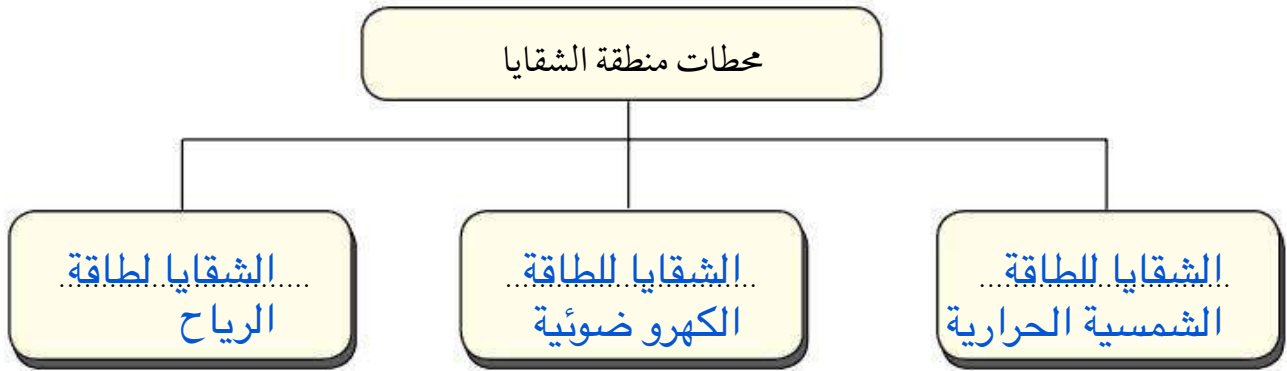 محطات منطقة الشقايا
الشقايا للطاقة
الشمسية الحرارية
الشقايا للطاقة
الكهرو ضوئية
الشقايا لطاقة
الرياح